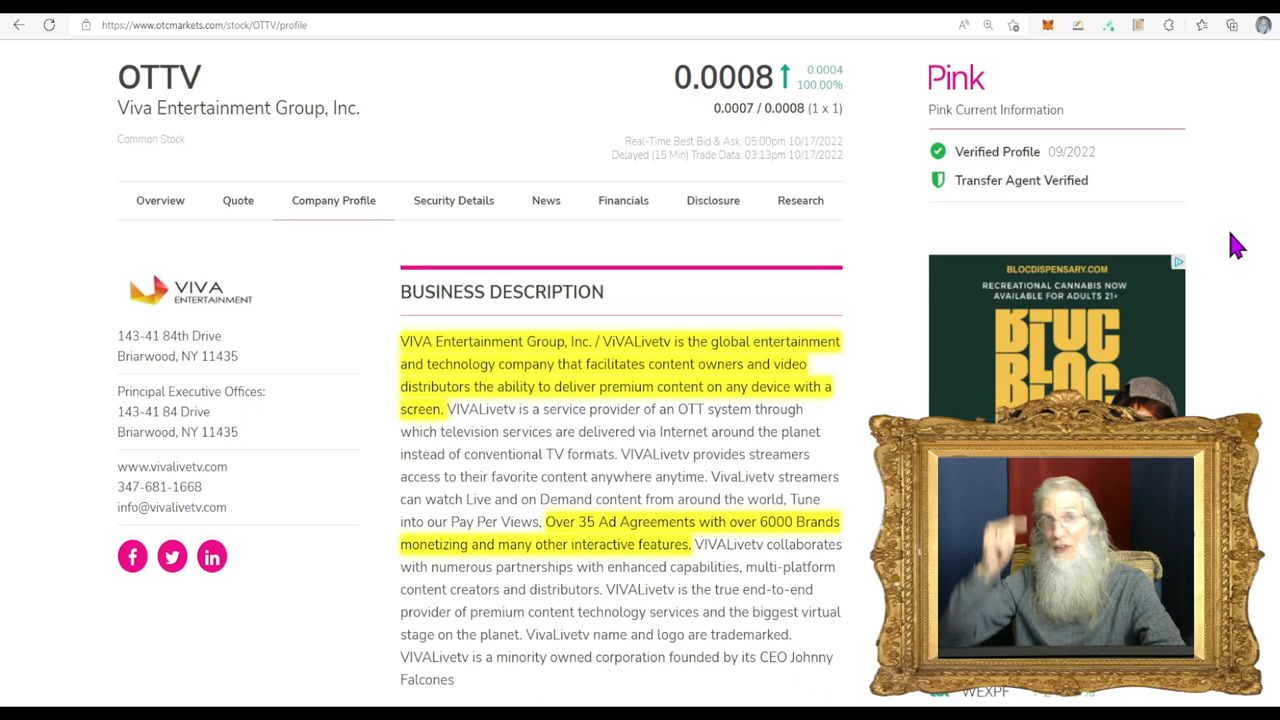 https://www.otcmarkets.com/stock/OTTV/profile
OTTV
Viva Entertainment Group, Inc.
Common Stock
0.0008
0.0004
100.00%
0.0007 / 0.0008 (1 x 1)
Real-Time Best Bid & Ask: 05:00pm 10/17/2022
Delayed (15 Min) Trade Data: 03:13pm 10/17/2022
Pink
Pink Current Information
Verified Profile 09/2022
Transfer Agent Verified
Overview Quote Company Profile Security Details News Financials Disclosure Research
VIVA
ENTERTAINMENT
143-41 84th Drive
Briarwood, NY 11435
Principal Executive Offices:
143-41 84 Drive
Briarwood, NY 11435
www.vivalivetv.com
347-681-1668
info@vivalivetv.com
BUSINESS DESCRIPTION
VIVA Entertainment Group, Inc. / ViVALivetv is the global entertainment
and technology company that facilitates content owners and video
distributors the ability to deliver premium content on any device with a
screen. VIVALivetv is a service provider of an OTT system through
which television services are delivered via Internet around the planet
instead of conventional TV formats. VIVALivetv provides streamers
access to their favorite content anywhere anytime. VivaLivetv streamers
can watch Live and on Demand content from around the world, Tune
into our Pay Per Views, Over 35 Ad Agreements with over 6000 Brands
monetizing and many other interactive features. VIVALivetv collaborates
with numerous partnerships with enhanced capabilities, multi-platform
content creators and distributors. VIVALivetv is the true end-to-end
provider of premium content technology services and the biggest virtual
stage on the planet. VivaLivetv name and logo are trademarked.
VIVALivetv is a minority owned corporation founded by its CEO Johnny
Falcones
BLOCDISPENSARY.COM
RECREATIONAL CANNABIS NOW
AVAILABLE FOR ADULTS 21+
BLOC
WEXPF